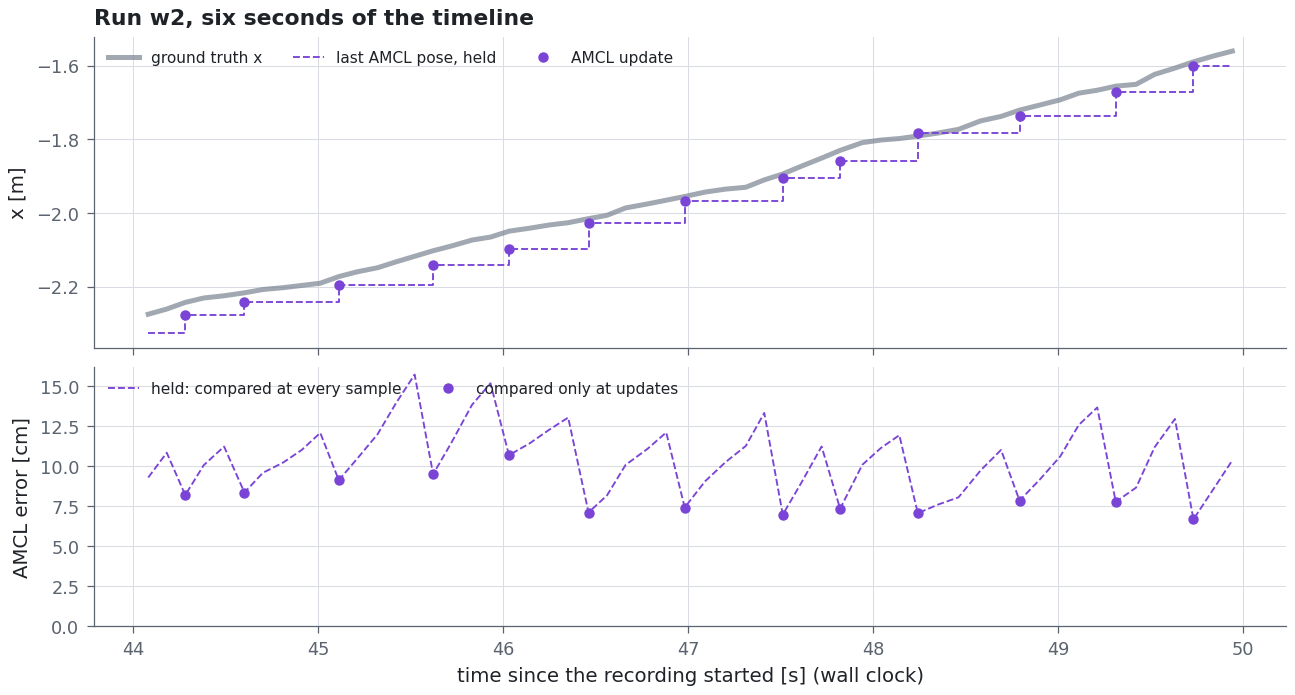 Run w2, six seconds of the timeline
ground truth x
last AMCL pose, held
AMCL update
x [m]
−1.6
−1.8
−2.0
−2.2
held: compared at every sample
compared only at updates
AMCL error [cm]
15.0
12.5
10.0
7.5
5.0
2.5
0.0
44 45 46 47 48 49 50
time since the recording started [s] (wall clock)